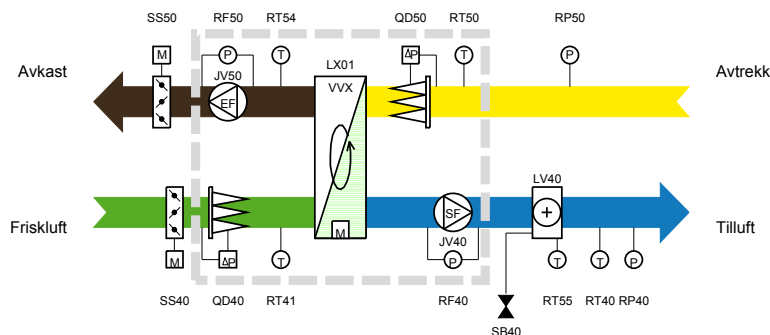 SS50 RF50 RT54 QD50 RT50 RP50
M P LX01 ΔP T P
T
Avkast JV50 VVX Avtrekk
EF
LV40
Friskluft SF + Tilluft
M
JV40
M ΔP T P T T P
SS40 QD40 RT41 RF40 RT55 RT40 RP40
SB40